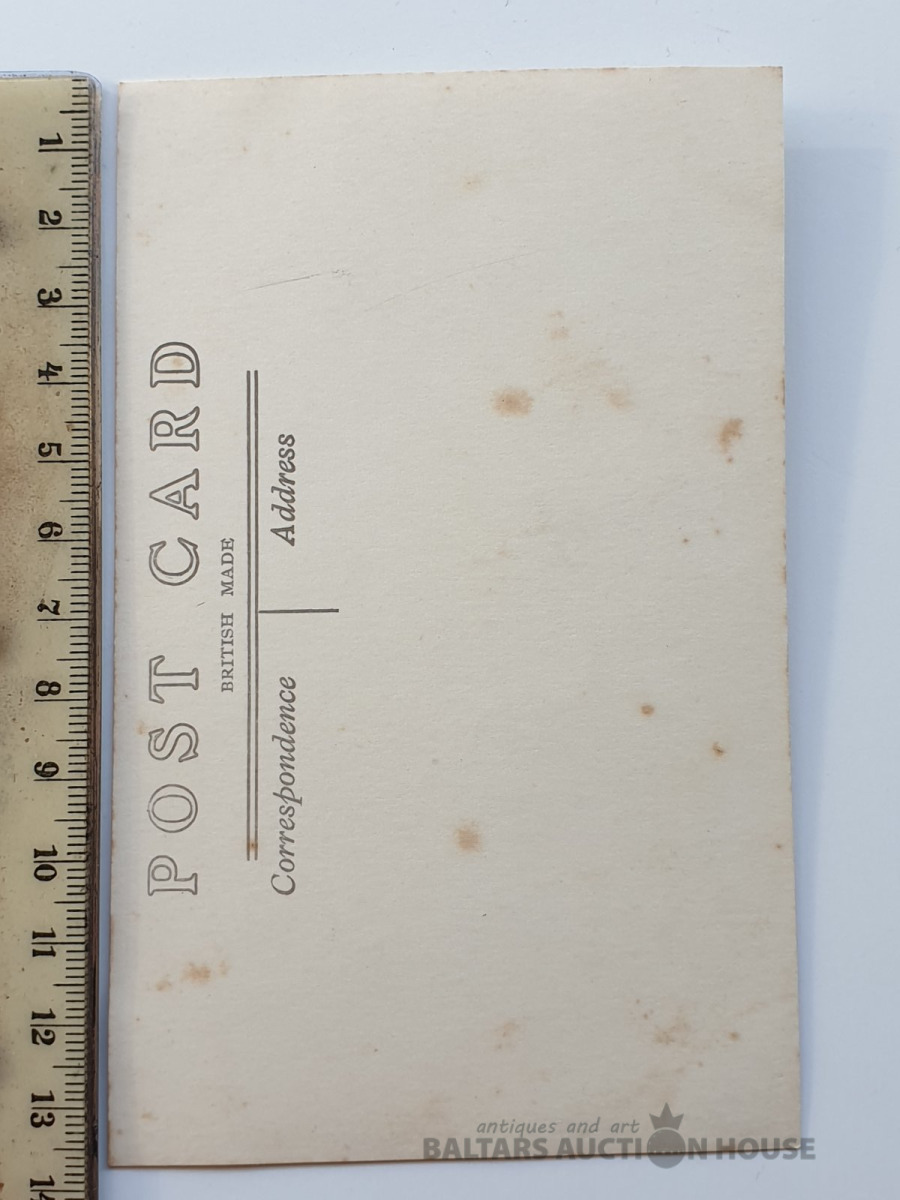 POST CARD
BRITISH MADE
Correspondence Address
1 2 3 4 5 6 7 8 9 10 11 12 13
antiques and art
BALTARS AUCTION HOUSE